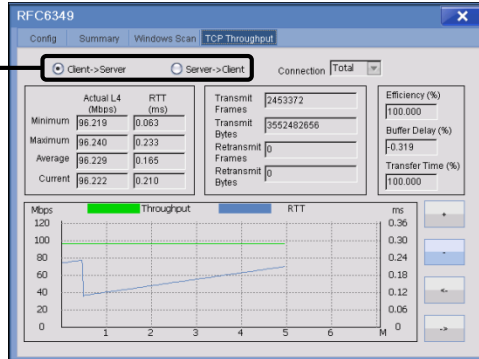 RFC6349
Config Summary Windows Scan TCP Throughput
Client->Server Server->Client Connection Total
Actual L4 (Mbps) RTT (ms)
Minimum 96.219 0.063
Maximum 96.240 0.233
Average 96.229 0.165
Current 96.222 0.210
Transmit Frames 2453372
Transmit Bytes 3552482656
Retransmit Frames 0
Retransmit Bytes 0
Efficiency (%)
100.000
Buffer Delay (%)
-0.319
Transfer Time (%)
100.000
Mbps Throughput RTT ms
120 0.36
100 0.30
80 0.24
60 0.18
40 0.12
20 0.06
0 0
1 2 3 4 5 6 M
+
-
<-
->